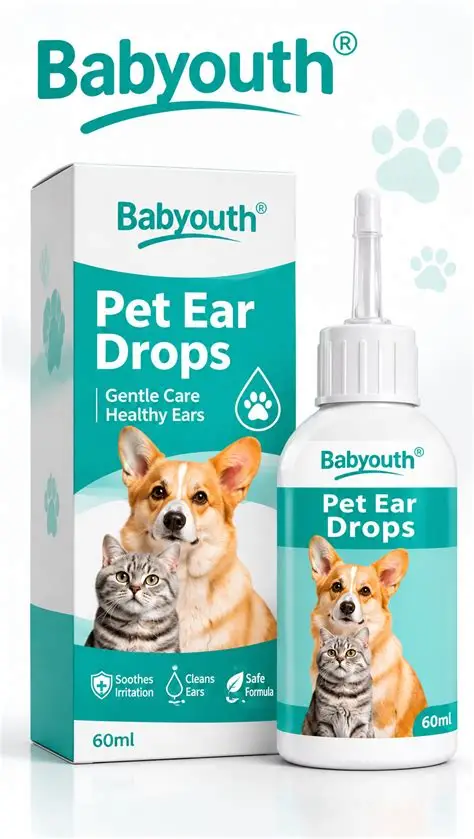 Babyouth®
Babyouth®
Pet Ear
Drops
Gentle Care
Healthy Ears
Soothes
Irritation
Cleans
Ears
Safe
Formula
60ml
Babyouth®
Pet Ear
Drops
60ml